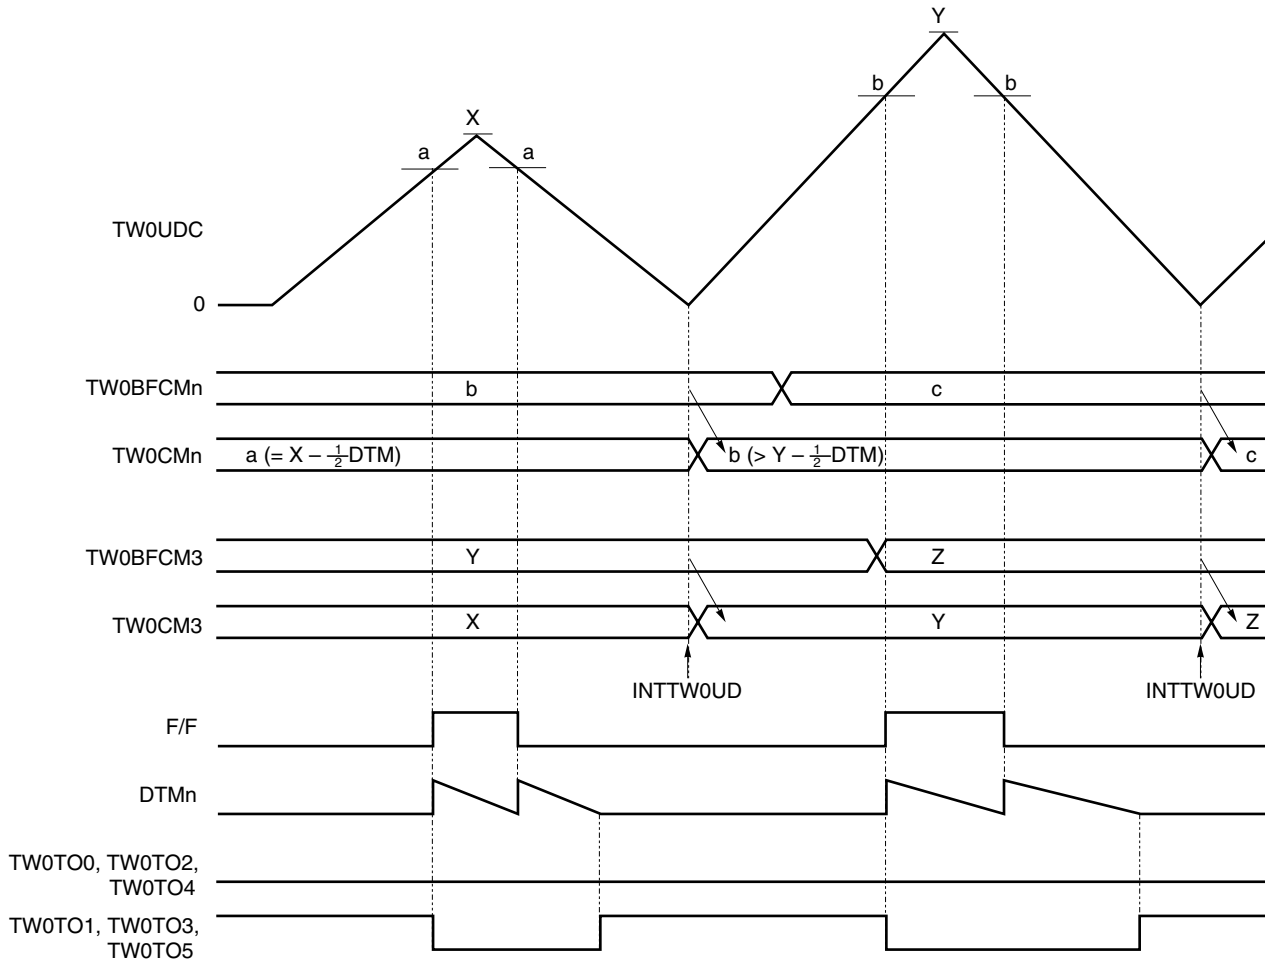 Y
b b
X
a a
TW0UDC
0
TW0BFCMn b c
TW0CMn a (= X – 1/2 DTM) b (> Y – 1/2 DTM) c
TW0BFCM3 Y Z
TW0CM3 X Y Z
INTTW0UD INTTW0UD
F/F
DTMn
TW0TO0, TW0TO2,
TW0TO4
TW0TO1, TW0TO3,
TW0TO5